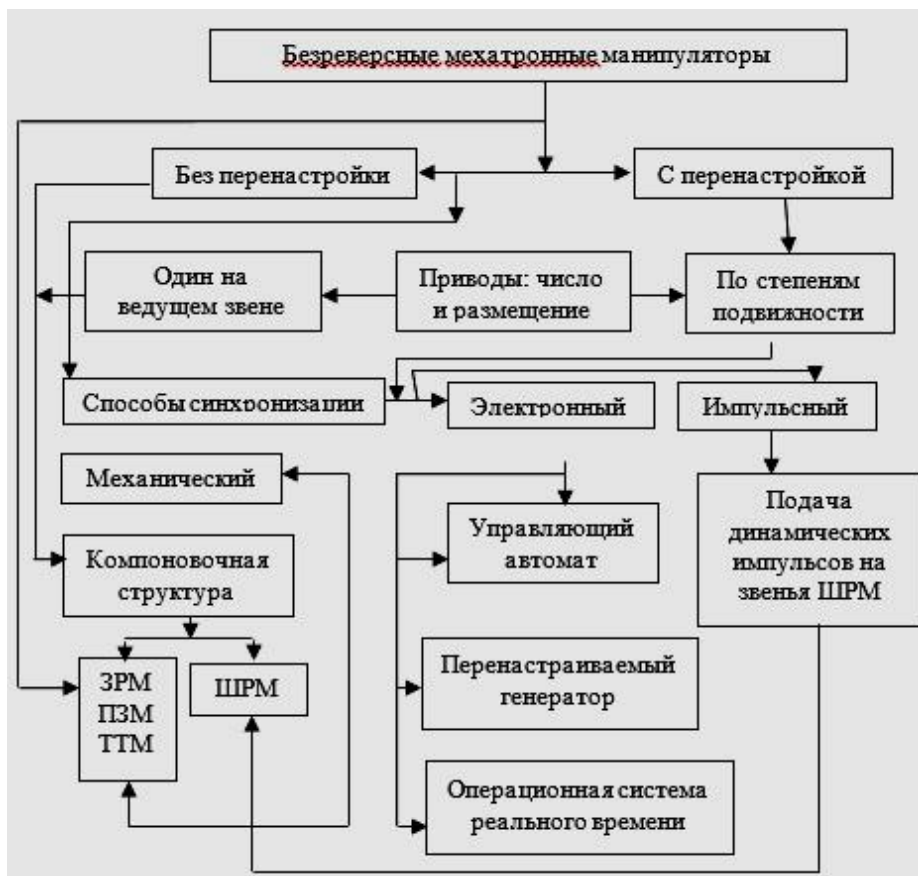 Безреверсные мехатронные манипуляторы
Без перенастройки
С перенастройкой
Один на
ведущем звене
Приводы: число
и размещение
По степеням
подвижности
Способы синхронизации
Электронный
Импульсный
Механический
Управляющий
автомат
Подача
динамических
импульсов на
звенья ШРМ
Компоновочная
структура
ЗРМ
ПЗМ
ТТМ
ШРМ
Перенастраиваемый
генератор
Операционная система
реального времени